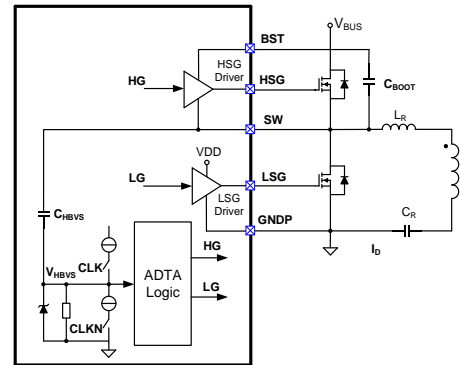 BST
V_BUS
HSG
Driver
HG
HSG
C_BOOT
SW
L_R
VDD
LG
LSG
LSG
Driver
GNDP
C_R
C_HBVS
I_D
HG
V_HBVS
CLK
ADTA
Logic
LG
CLKN